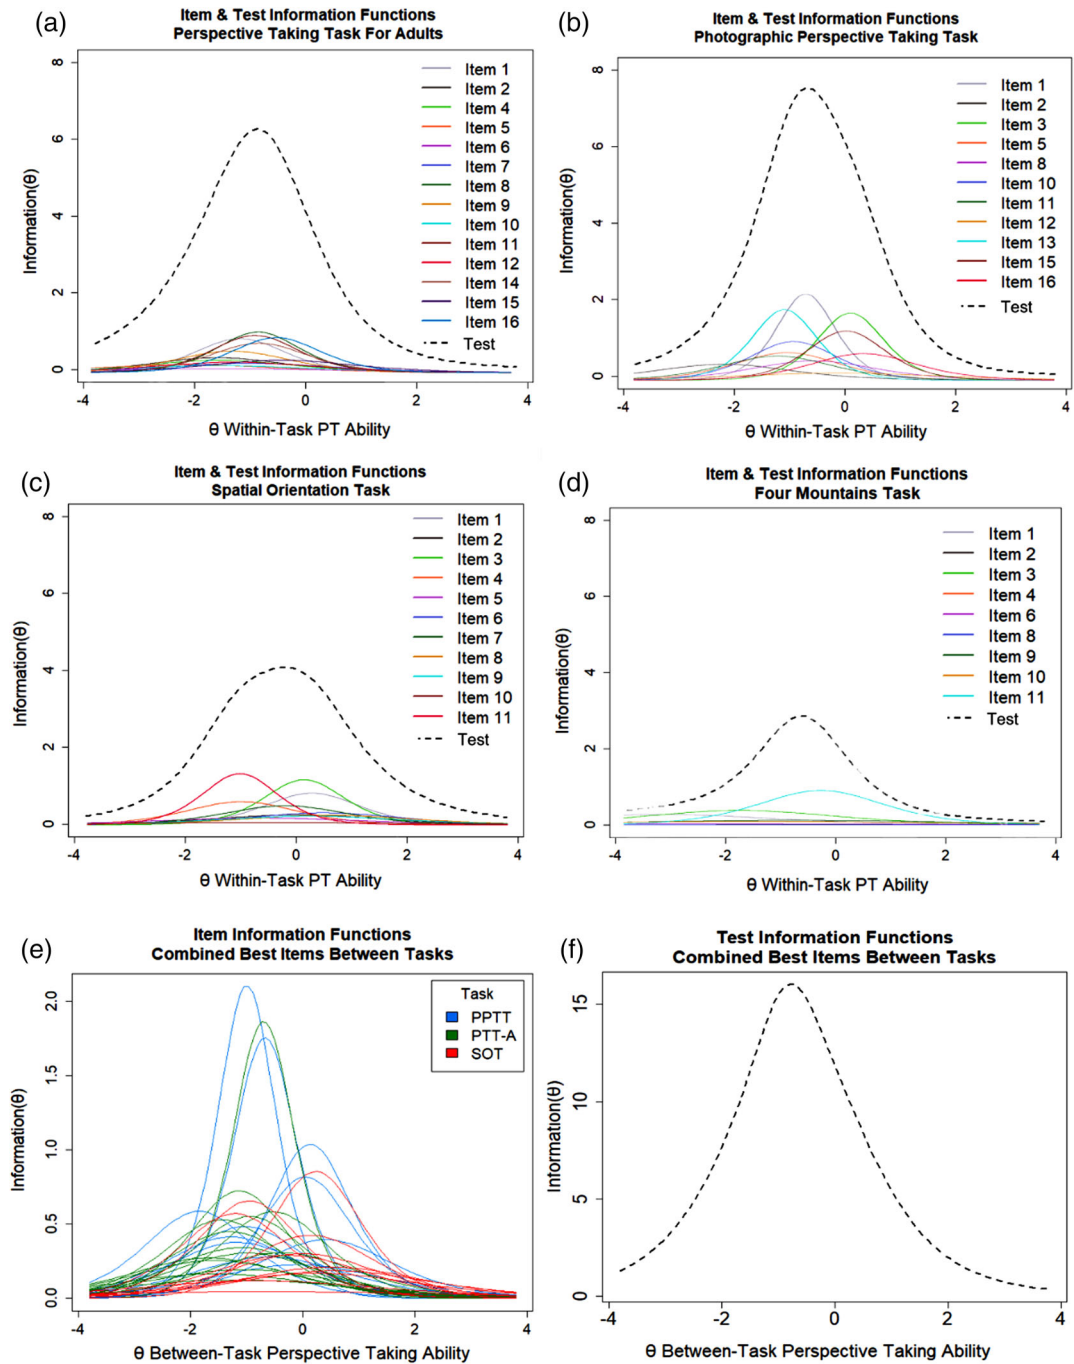 (a)
Item & Test Information Functions
Perspective Taking Task For Adults
Information(θ)
8
6
4
2
0
-4
-2
0
2
4
θ Within-Task PT Ability
Item 1
Item 2
Item 4
Item 5
Item 6
Item 7
Item 8
Item 9
Item 10
Item 11
Item 12
Item 14
Item 15
Item 16
Test
(b)
Item & Test Information Functions
Photographic Perspective Taking Task
Information(θ)
8
6
4
2
0
-4
-2
0
2
4
θ Within-Task PT Ability
Item 1
Item 2
Item 3
Item 5
Item 8
Item 10
Item 11
Item 12
Item 13
Item 15
Item 16
Test
(c)
Item & Test Information Functions
Spatial Orientation Task
Information(θ)
8
6
4
2
0
-4
-2
0
2
4
θ Within-Task PT Ability
Item 1
Item 2
Item 3
Item 4
Item 5
Item 6
Item 7
Item 8
Item 9
Item 10
Item 11
Test
(d)
Item & Test Information Functions
Four Mountains Task
Information(θ)
8
6
4
2
0
-4
-2
0
2
4
θ Within-Task PT Ability
Item 1
Item 2
Item 3
Item 4
Item 6
Item 8
Item 9
Item 10
Item 11
Test
(e)
Item Information Functions
Combined Best Items Between Tasks
Information(θ)
2.0
1.5
1.0
0.5
0.0
-4
-2
0
2
4
θ Between-Task Perspective Taking Ability
Task
PPTT
PTT-A
SOT
(f)
Test Information Functions
Combined Best Items Between Tasks
Information(θ)
15
10
5
0
-4
-2
0
2
4
θ Between-Task Perspective Taking Ability